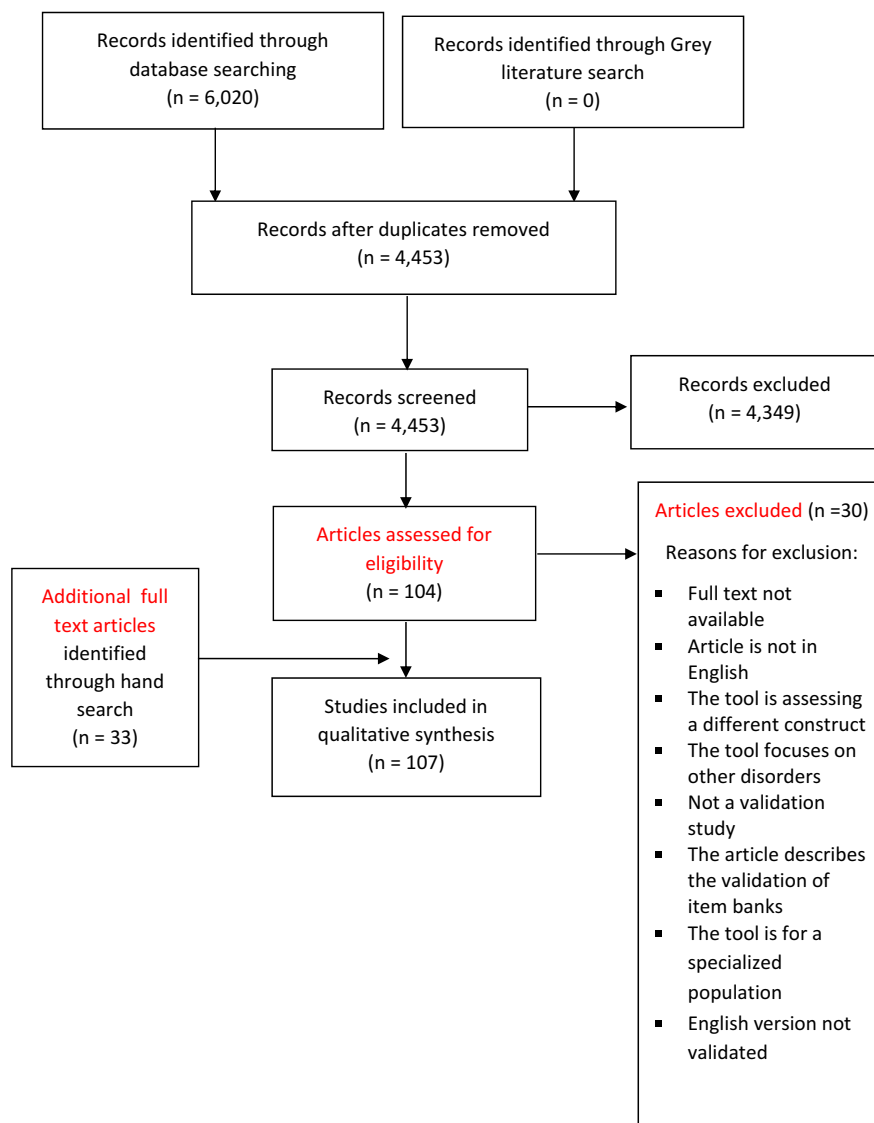 Records identified through
database searching
(n = 6,020)
Records identified through Grey
literature search
(n = 0)
Records after duplicates removed
(n = 4,453)
Records screened
(n = 4,453)
Records excluded
(n = 4,349)
Articles assessed for
eligibility
(n = 104)
Articles excluded (n =30)
Reasons for exclusion:
▪ Full text not
available
▪ Article is not in
English
▪ The tool is assessing
a different construct
▪ The tool focuses on
other disorders
▪ Not a validation
study
▪ The article describes
the validation of
item banks
▪ The tool is for a
specialized
population
▪ English version not
validated
Additional full
text articles
identified
through hand
search
(n = 33)
Studies included in
qualitative synthesis
(n = 107)